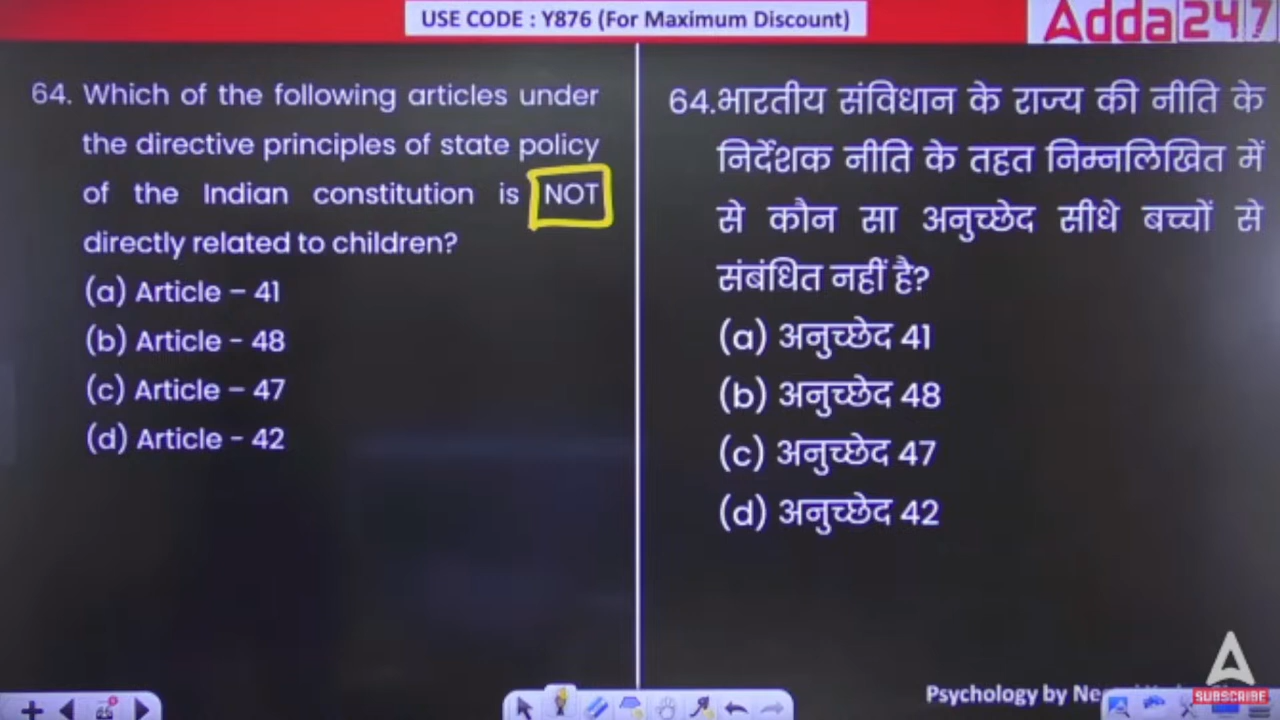 USE CODE : Y876 (For Maximum Discount)
Adda 247
64. Which of the following articles under
the directive principles of state policy
of the Indian constitution is NOT
directly related to children?
(a) Article – 41
(b) Article - 48
(c) Article – 47
(d) Article - 42
64.भारतीय संविधान के राज्य की नीति के
निर्देशक नीति के तहत निम्नलिखित में
से कौन सा अनुच्छेद सीधे बच्चों से
संबंधित नहीं है?
(a) अनुच्छेद 41
(b) अनुच्छेद 48
(c) अनुच्छेद 47
(d) अनुच्छेद 42
Psychology by
SUBSCRIBE